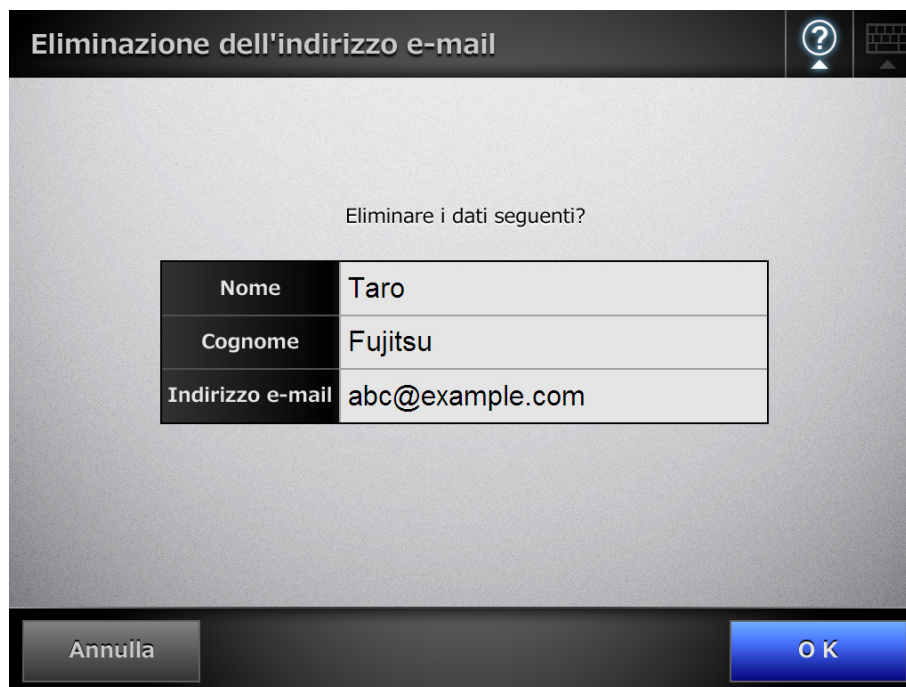 Eliminazione dell'indirizzo e-mail
?
Eliminare i dati seguenti?
Nome Taro
Cognome Fujitsu
Indirizzo e-mail abc@example.com
Annulla OK